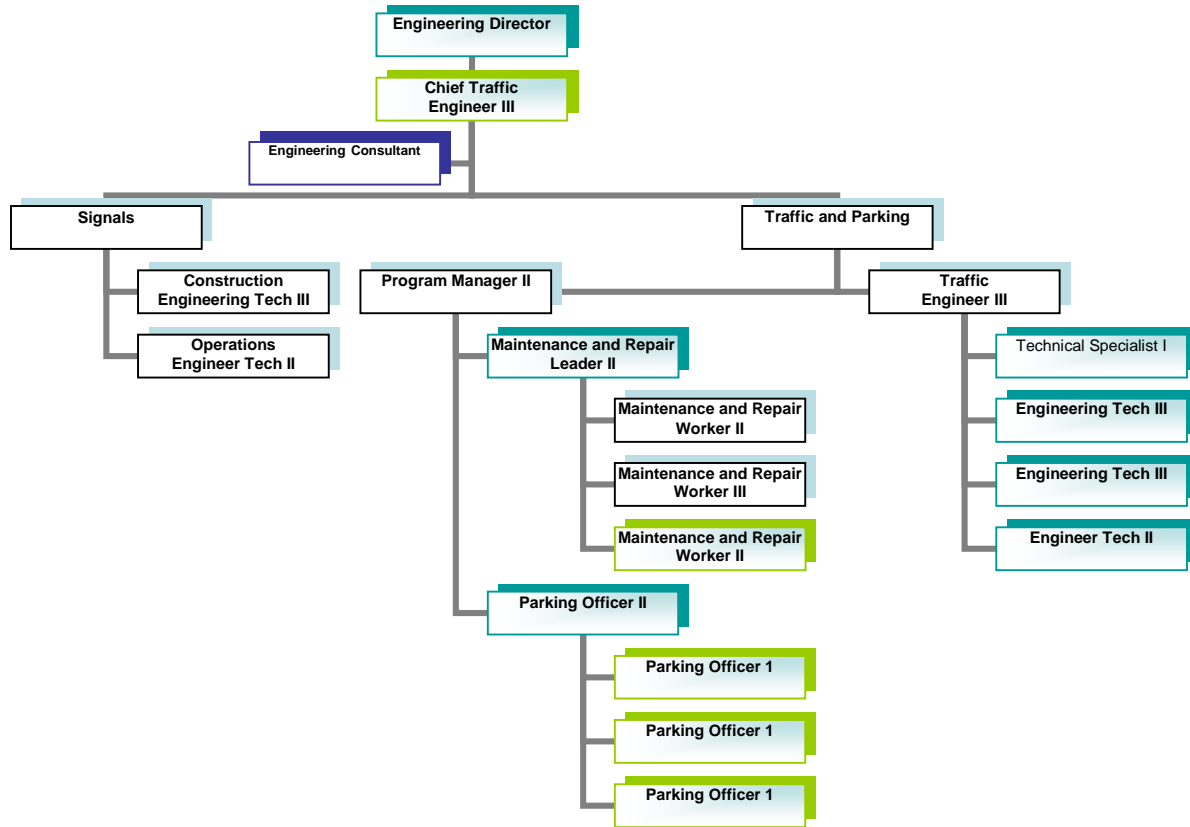 Engineering Director
Chief Traffic
Engineer III
Engineering Consultant
Signals
Traffic and Parking
Construction
Engineering Tech III
Operations
Engineer Tech II
Program Manager II
Traffic
Engineer III
Maintenance and Repair
Leader II
Maintenance and Repair
Worker II
Maintenance and Repair
Worker III
Maintenance and Repair
Worker II
Parking Officer II
Parking Officer 1
Parking Officer 1
Parking Officer 1
Technical Specialist I
Engineering Tech III
Engineering Tech III
Engineer Tech II